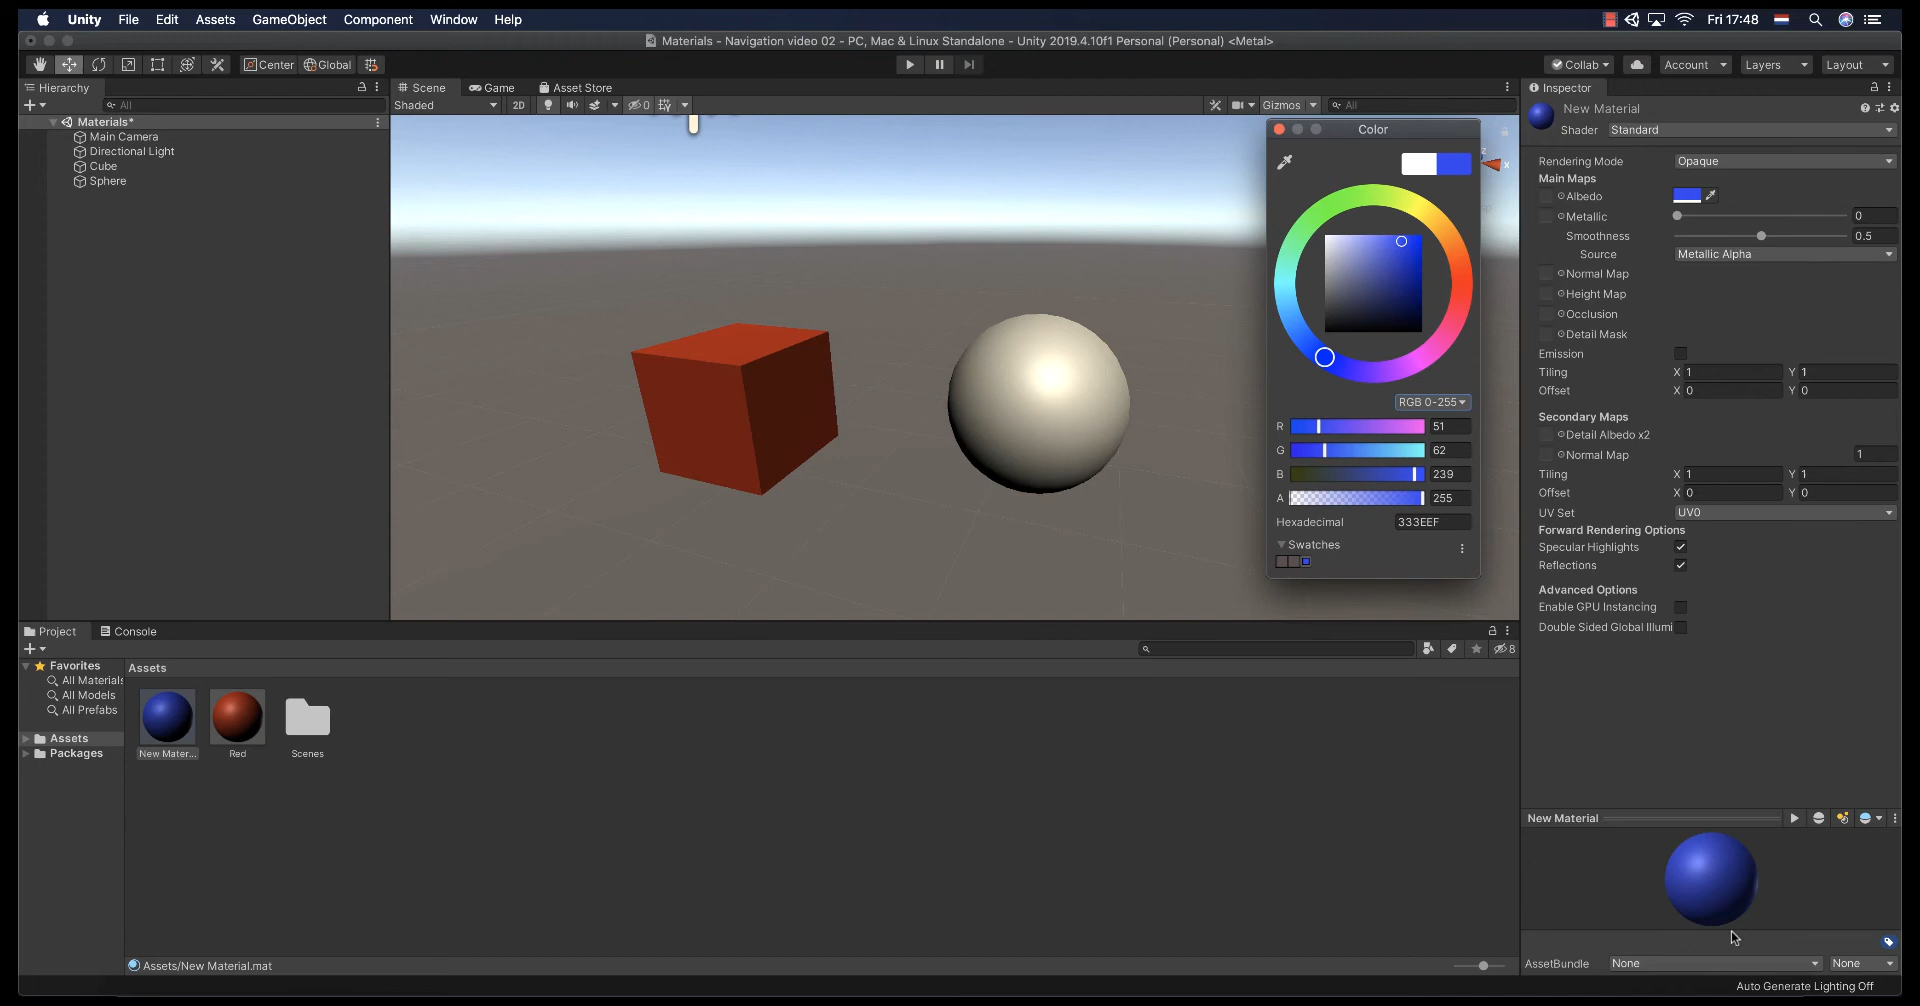 Unity File Edit Assets GameObject Component Window Help Fri 17:48
Materials - Navigation video 02 - PC, Mac & Linux Standalone - Unity 2019.4.10f1 Personal (Personal) <Metal>
Center Global Collab Account Layers Layout
Hierarchy
All
Materials*
Main Camera
Directional Light
Cube
Sphere
Scene Game Asset Store
Shaded 2D 0 Gizmos All
z
x
Color
RGB 0-255
R 51
G 62
B 239
A 255
Hexadecimal 333EEF
Swatches
Inspector
New Material
Shader Standard
Rendering Mode Opaque
Main Maps
Albedo
Metallic 0
Smoothness 0.5
Source Metallic Alpha
Normal Map
Height Map
Occlusion
Detail Mask
Emission
Tiling X 1 Y 1
Offset X 0 Y 0
Secondary Maps
Detail Albedo x2
Normal Map 1
Tiling X 1 Y 1
Offset X 0 Y 0
UV Set UV0
Forward Rendering Options
Specular Highlights
Reflections
Advanced Options
Enable GPU Instancing
Double Sided Global Illumi
Project Console
8
Favorites
All Materials
All Models
All Prefabs
Assets
Packages
Assets
New Mater... Red Scenes
Assets/New Material.mat
New Material
AssetBundle None None
Auto Generate Lighting Off